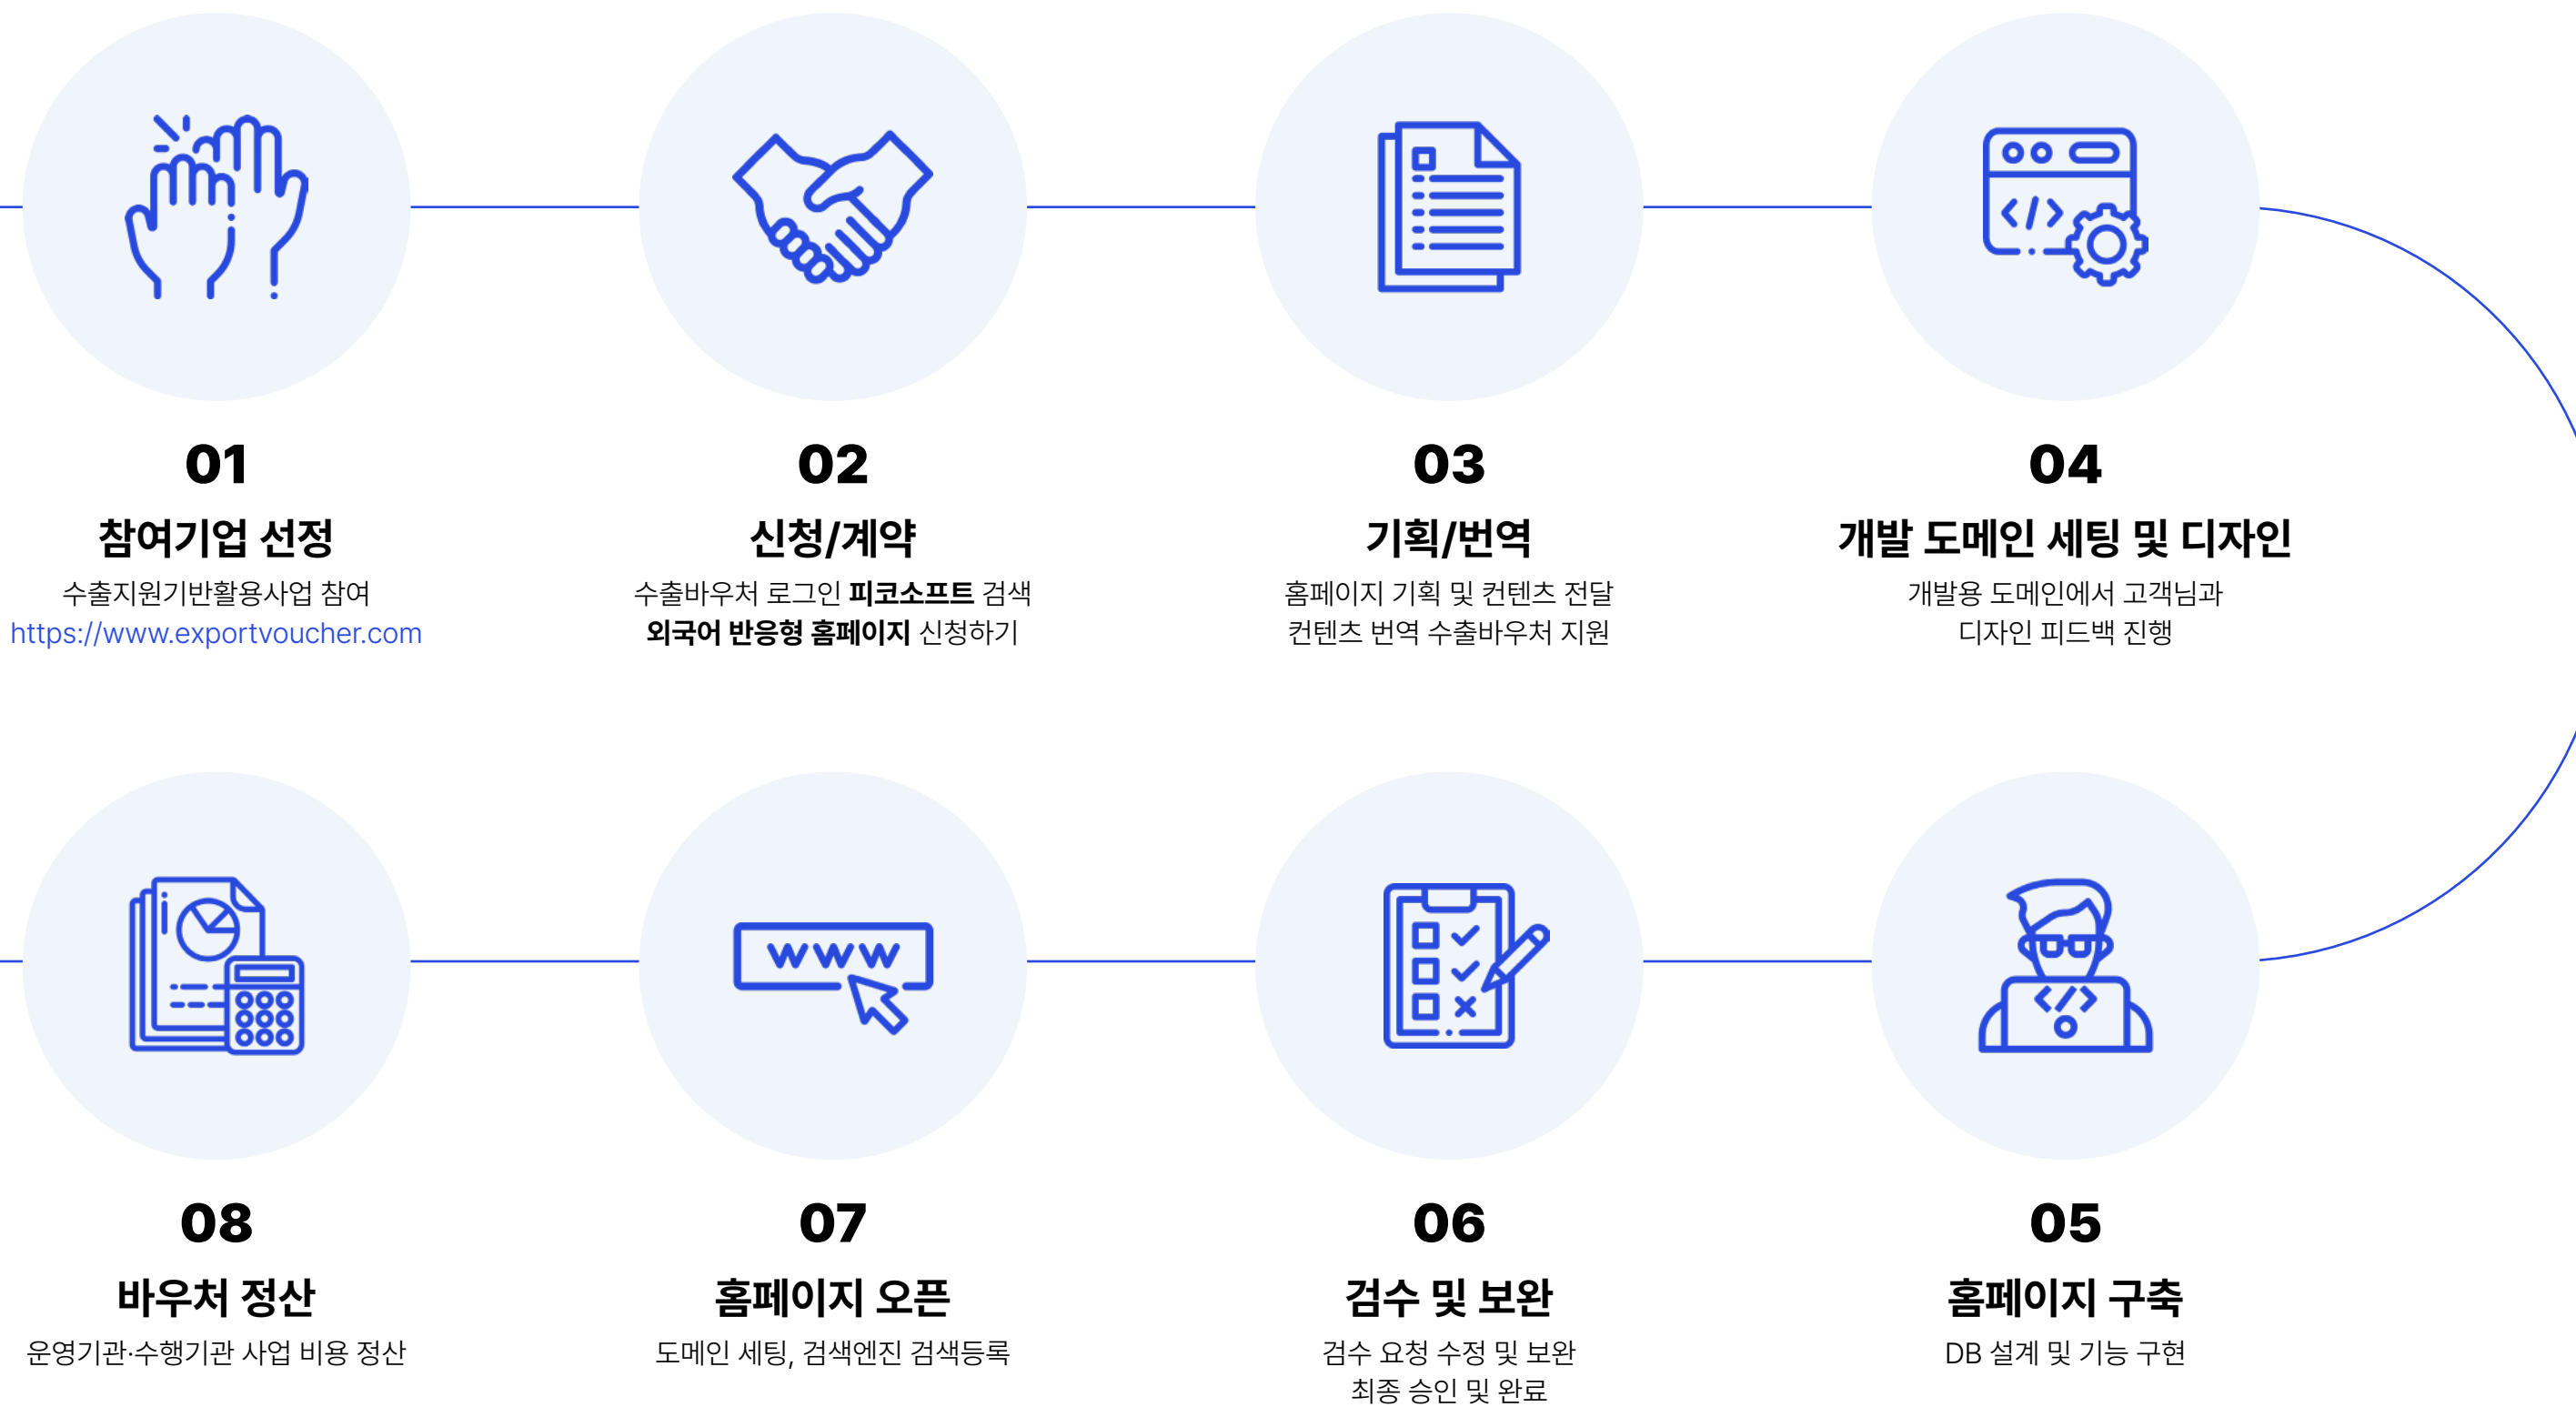 01
참여기업 선정
수출지원기반활용사업 참여
https://www.exportvoucher.com
02
신청/계약
수출바우처 로그인 피코소프트 검색
외국어 반응형 홈페이지 신청하기
03
기획/번역
홈페이지 기획 및 컨텐츠 전달
컨텐츠 번역 수출바우처 지원
04
개발 도메인 세팅 및 디자인
개발용 도메인에서 고객님과
디자인 피드백 진행
www
08
바우처 정산
운영기관·수행기관 사업 비용 정산
07
홈페이지 오픈
도메인 세팅, 검색엔진 검색등록
06
검수 및 보완
검수 요청 수정 및 보완
최종 승인 및 완료
05
홈페이지 구축
DB 설계 및 기능 구현